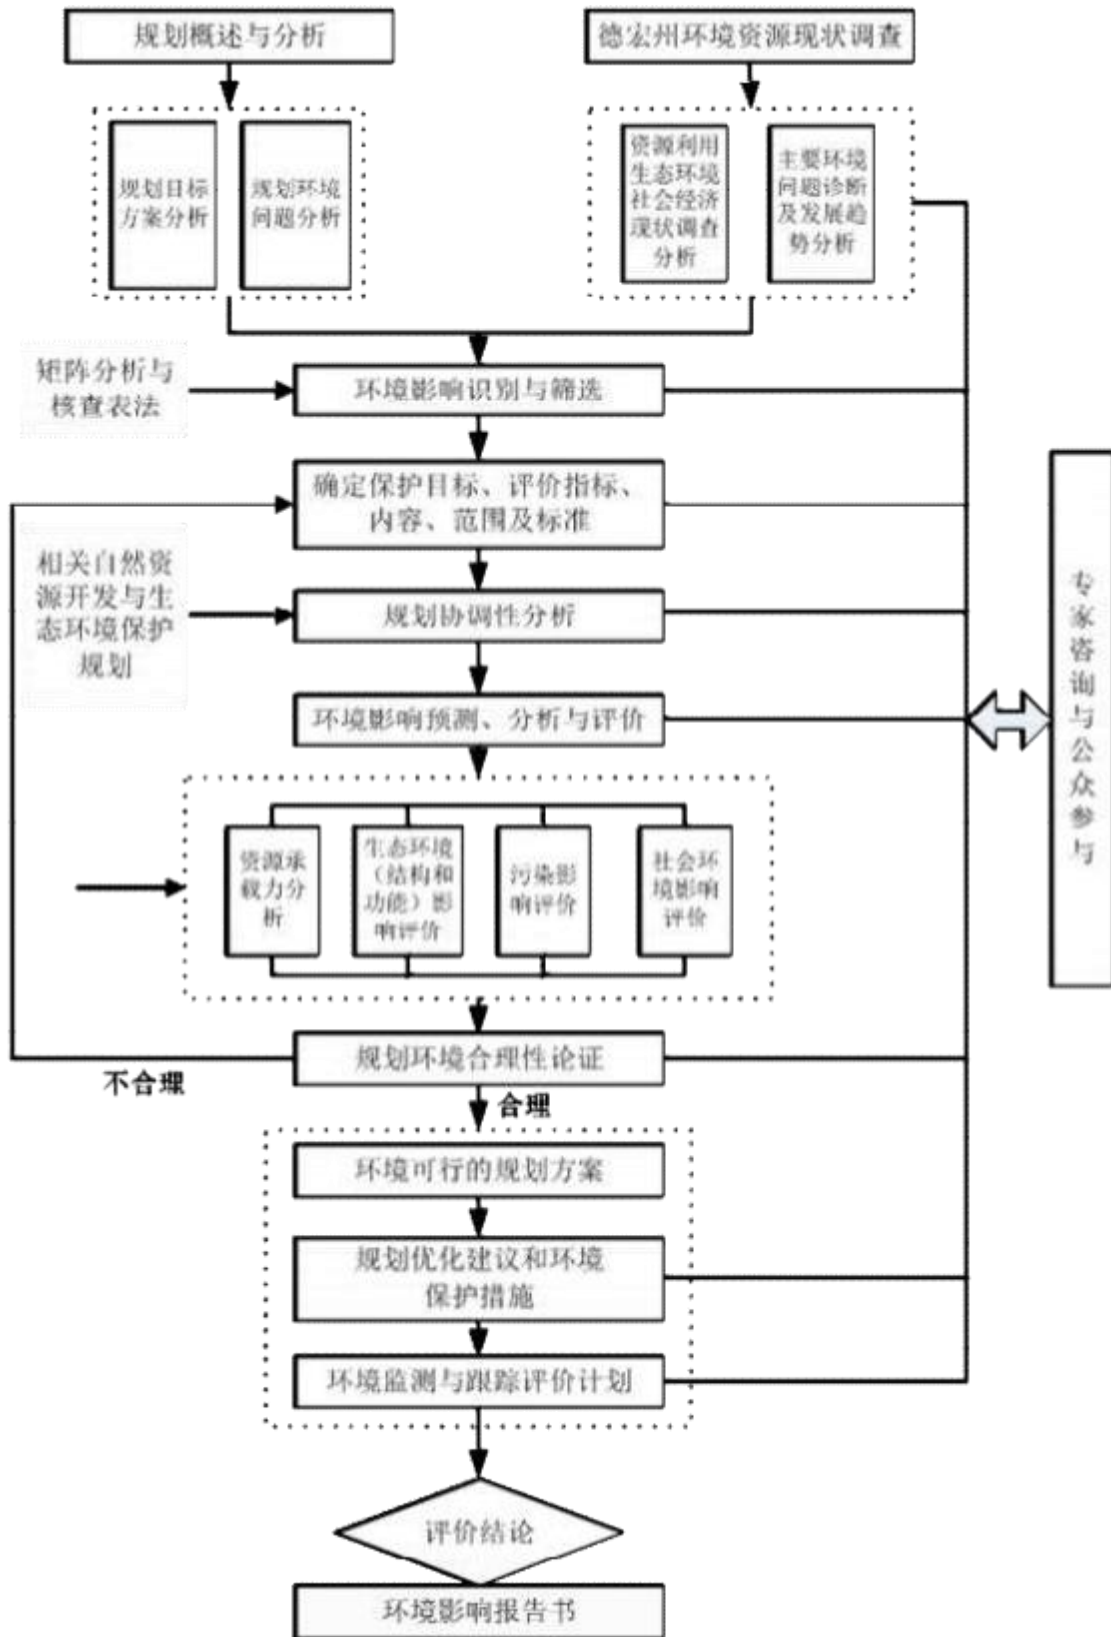 规划概述与分析
德宏州环境资源现状调查
规划目标
方案分析
规划环境
问题分析
资源利用
生态环境
社会经济
现状调查
分析
主要环境
问题诊断
及发展趋
势分析
矩阵分析与
核查表法
环境影响识别与筛选
确定保护目标、评价指标、
内容、范围及标准
相关自然资
源开发与生
态环境保护
规划
规划协调性分析
环境影响预测、分析与评价
资源承
载力分
析
生态环境
（结构和
功能）影
响评价
污染影
响评价
社会环
境影响
评价
专
家
咨
询
与
公
众
参
与
规划环境合理性论证
不合理
合理
环境可行的规划方案
规划优化建议和环境
保护措施
环境监测与跟踪评价计划
评价结论
环境影响报告书